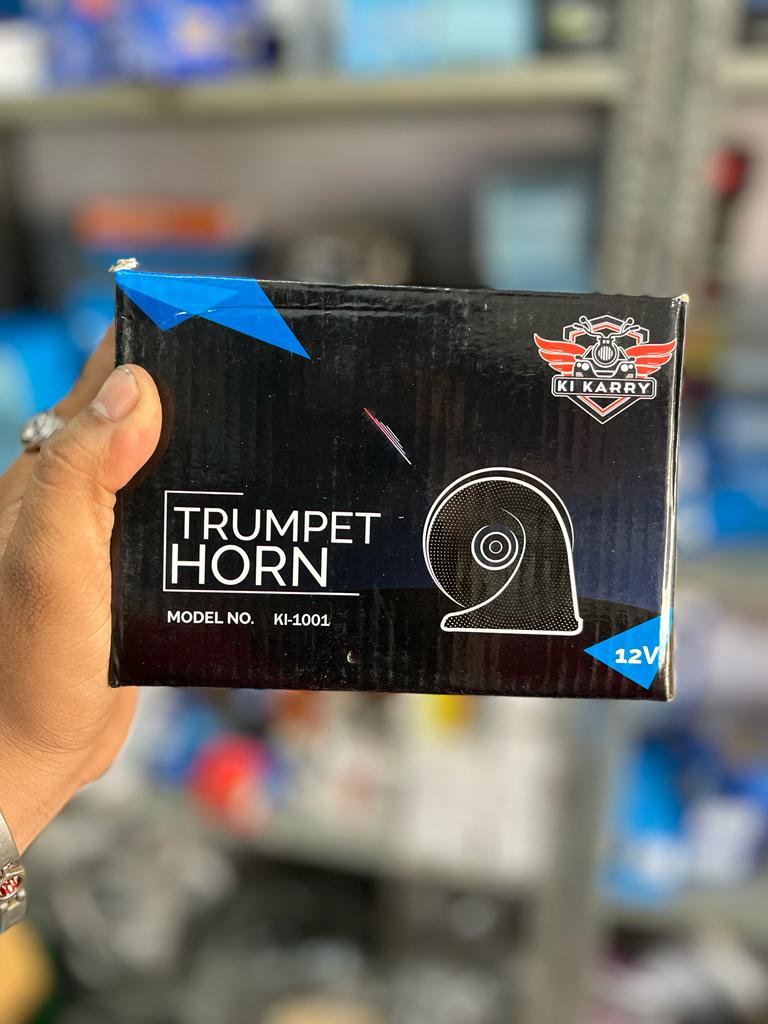 KI KARRY
TRUMPET
HORN
MODEL NO. KI-1001
12V